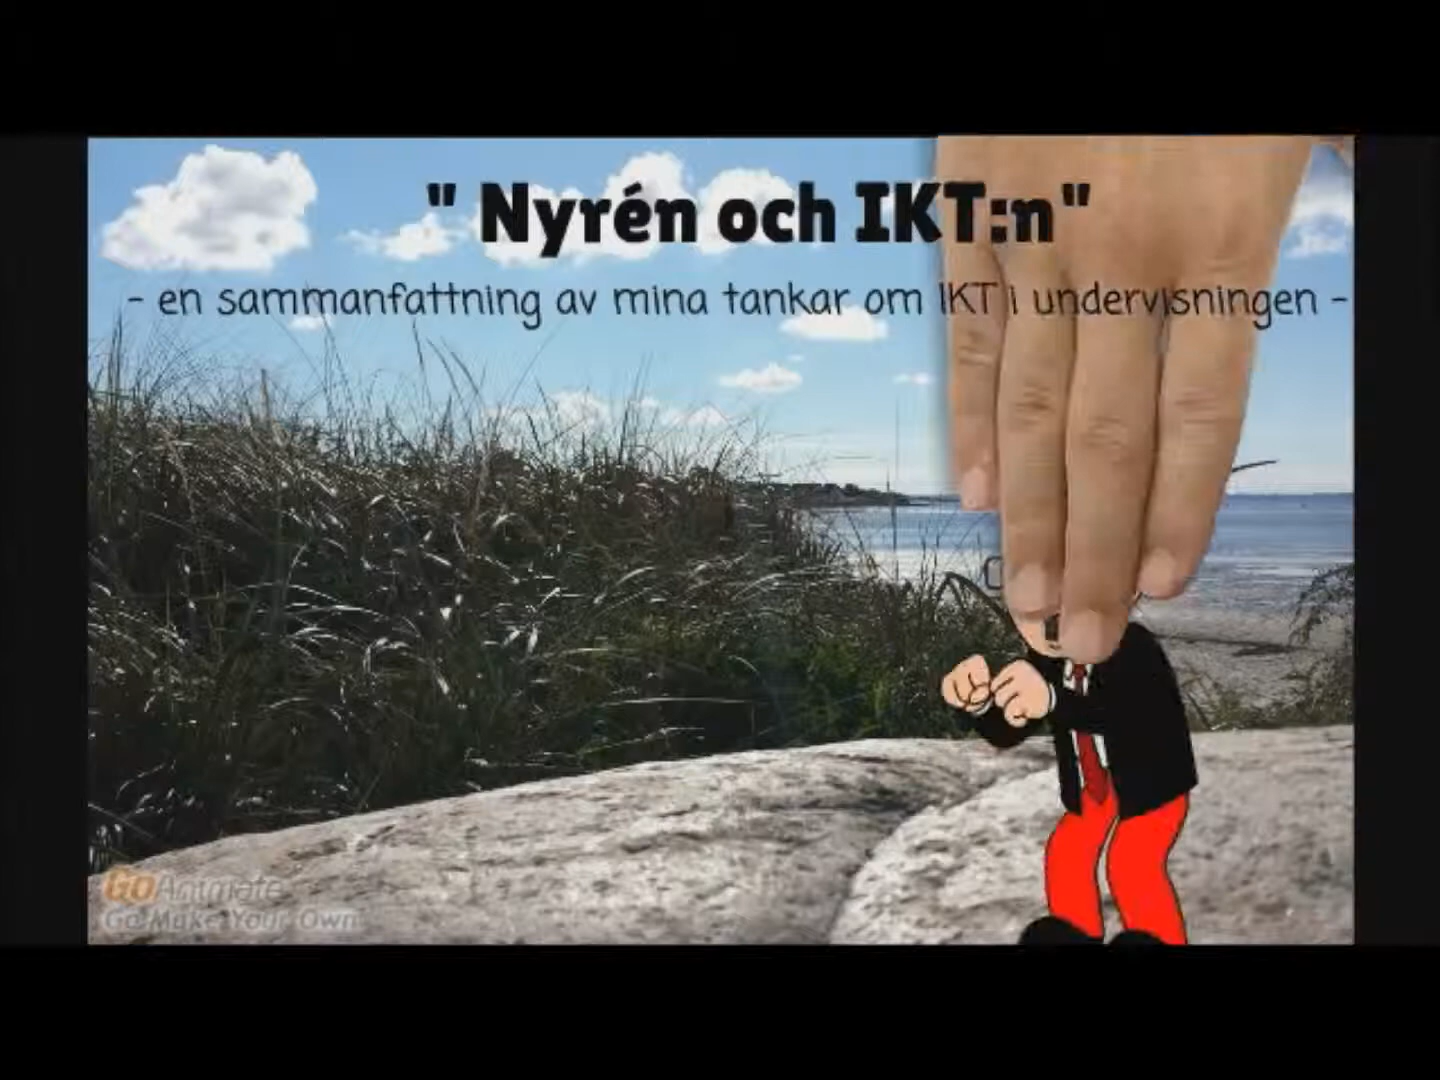 " Nyrén och IKT:n"
- en sammanfattning av mina tankar om IKT i undervisningen -
GOAnimate
Go Make Your Own